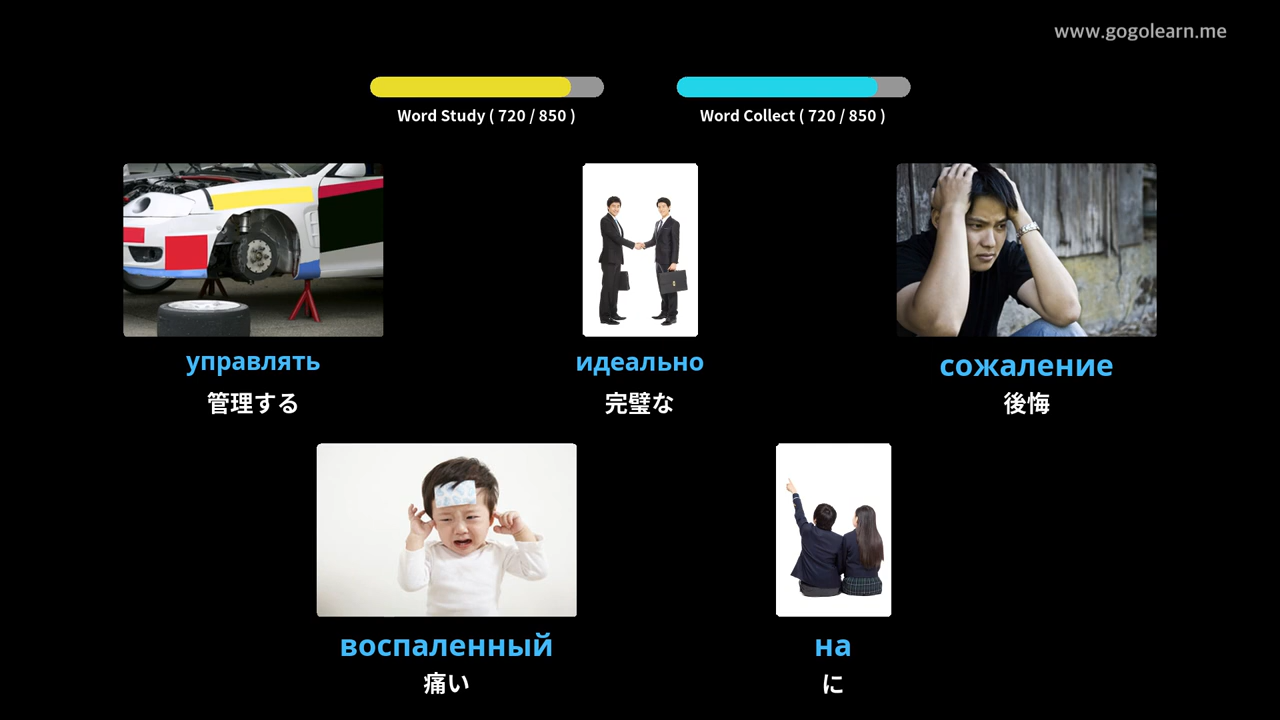 www.gogolearn.me
Word Study ( 720 / 850 )
Word Collect ( 720 / 850 )
управлять
管理する
идеально
完璧な
сожаление
後悔
воспаленный
痛い
на
に